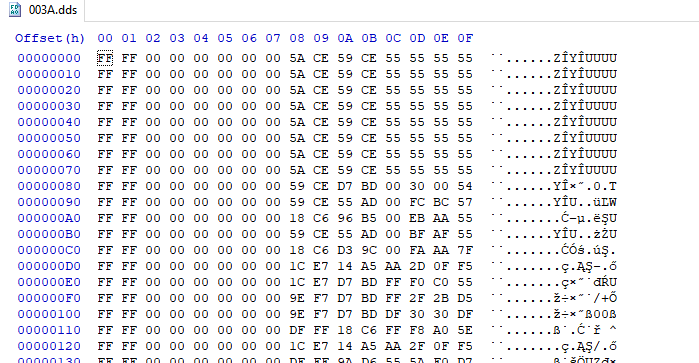 003A.dds
Offset(h) 00 01 02 03 04 05 06 07 08 09 0A 0B 0C 0D 0E 0F
00000000 FF FF 00 00 00 00 00 00 5A CE 59 CE 55 55 55 55 ˙˙......ZÎYÎUUUU
00000010 FF FF 00 00 00 00 00 00 5A CE 59 CE 55 55 55 55 ˙˙......ZÎYÎUUUU
00000020 FF FF 00 00 00 00 00 00 5A CE 59 CE 55 55 55 55 ˙˙......ZÎYÎUUUU
00000030 FF FF 00 00 00 00 00 00 5A CE 59 CE 55 55 55 55 ˙˙......ZÎYÎUUUU
00000040 FF FF 00 00 00 00 00 00 5A CE 59 CE 55 55 55 55 ˙˙......ZÎYÎUUUU
00000050 FF FF 00 00 00 00 00 00 5A CE 59 CE 55 55 55 55 ˙˙......ZÎYÎUUUU
00000060 FF FF 00 00 00 00 00 00 5A CE 59 CE 55 55 55 55 ˙˙......ZÎYÎUUUU
00000070 FF FF 00 00 00 00 00 00 5A CE 59 CE 55 55 55 55 ˙˙......ZÎYÎUUUU
00000080 FF FF 00 00 00 00 00 00 59 CE D7 BD 00 30 00 54 ˙˙......YÎ×˝.0.T
00000090 FF FF 00 00 00 00 00 00 59 CE 55 AD 00 FC BC 57 ˙˙......YÎU..üĽW
000000A0 FF FF 00 00 00 00 00 00 18 C6 96 B5 00 EB AA 55 ˙˙.......Ć–µ.ëŞU
000000B0 FF FF 00 00 00 00 00 00 59 CE 55 AD 00 BF AF 55 ˙˙......YÎU..żŻU
000000C0 FF FF 00 00 00 00 00 00 18 C6 D3 9C 00 FA AA 7F ˙˙.......ĆÓś.úŞ.
000000D0 FF FF 00 00 00 00 00 00 1C E7 14 A5 AA 2D 0F F5 ˙˙.......ç.ĄŞ-.ő
000000E0 FF FF 00 00 00 00 00 00 1C E7 D7 BD FF F0 C0 55 ˙˙.......ç×˝˙đŔU
000000F0 FF FF 00 00 00 00 00 00 9E F7 D7 BD FF 2F 2B D5 ˙˙......ž÷×˝˙/+Ő
00000100 FF FF 00 00 00 00 00 00 9E F7 D7 BD DF 30 30 DF ˙˙......ž÷×˝ß00ß
00000110 FF FF 00 00 00 00 00 00 DF FF 18 C6 FF F8 A0 5E ˙˙......ß˙.Ć˙ř ^
00000120 FF FF 00 00 00 00 00 00 1C E7 14 A5 AA 2F 0F F5 ˙˙.......ç.ĄŞ/.ő